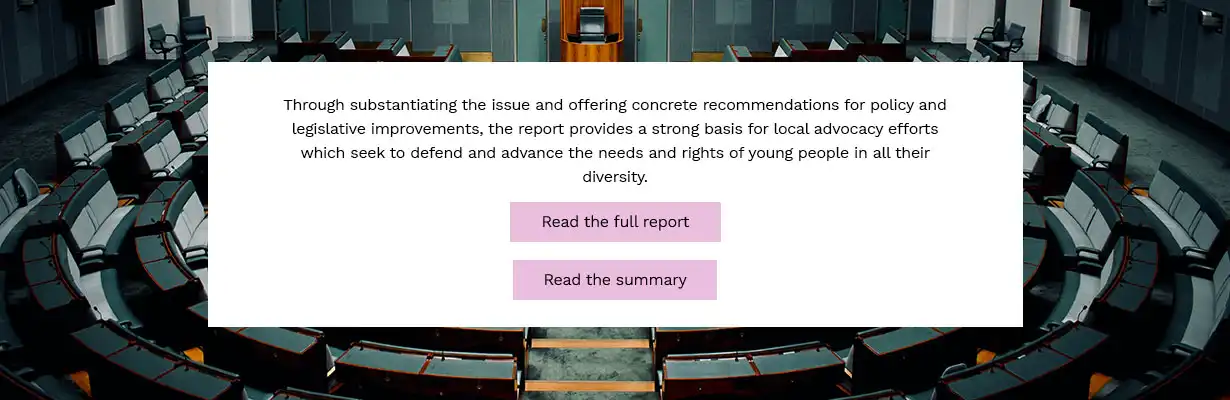 Through substantiating the issue and offering concrete recommendations for policy and
legislative improvements, the report provides a strong basis for local advocacy efforts
which seek to defend and advance the needs and rights of young people in all their
diversity.
Read the full report
Read the summary